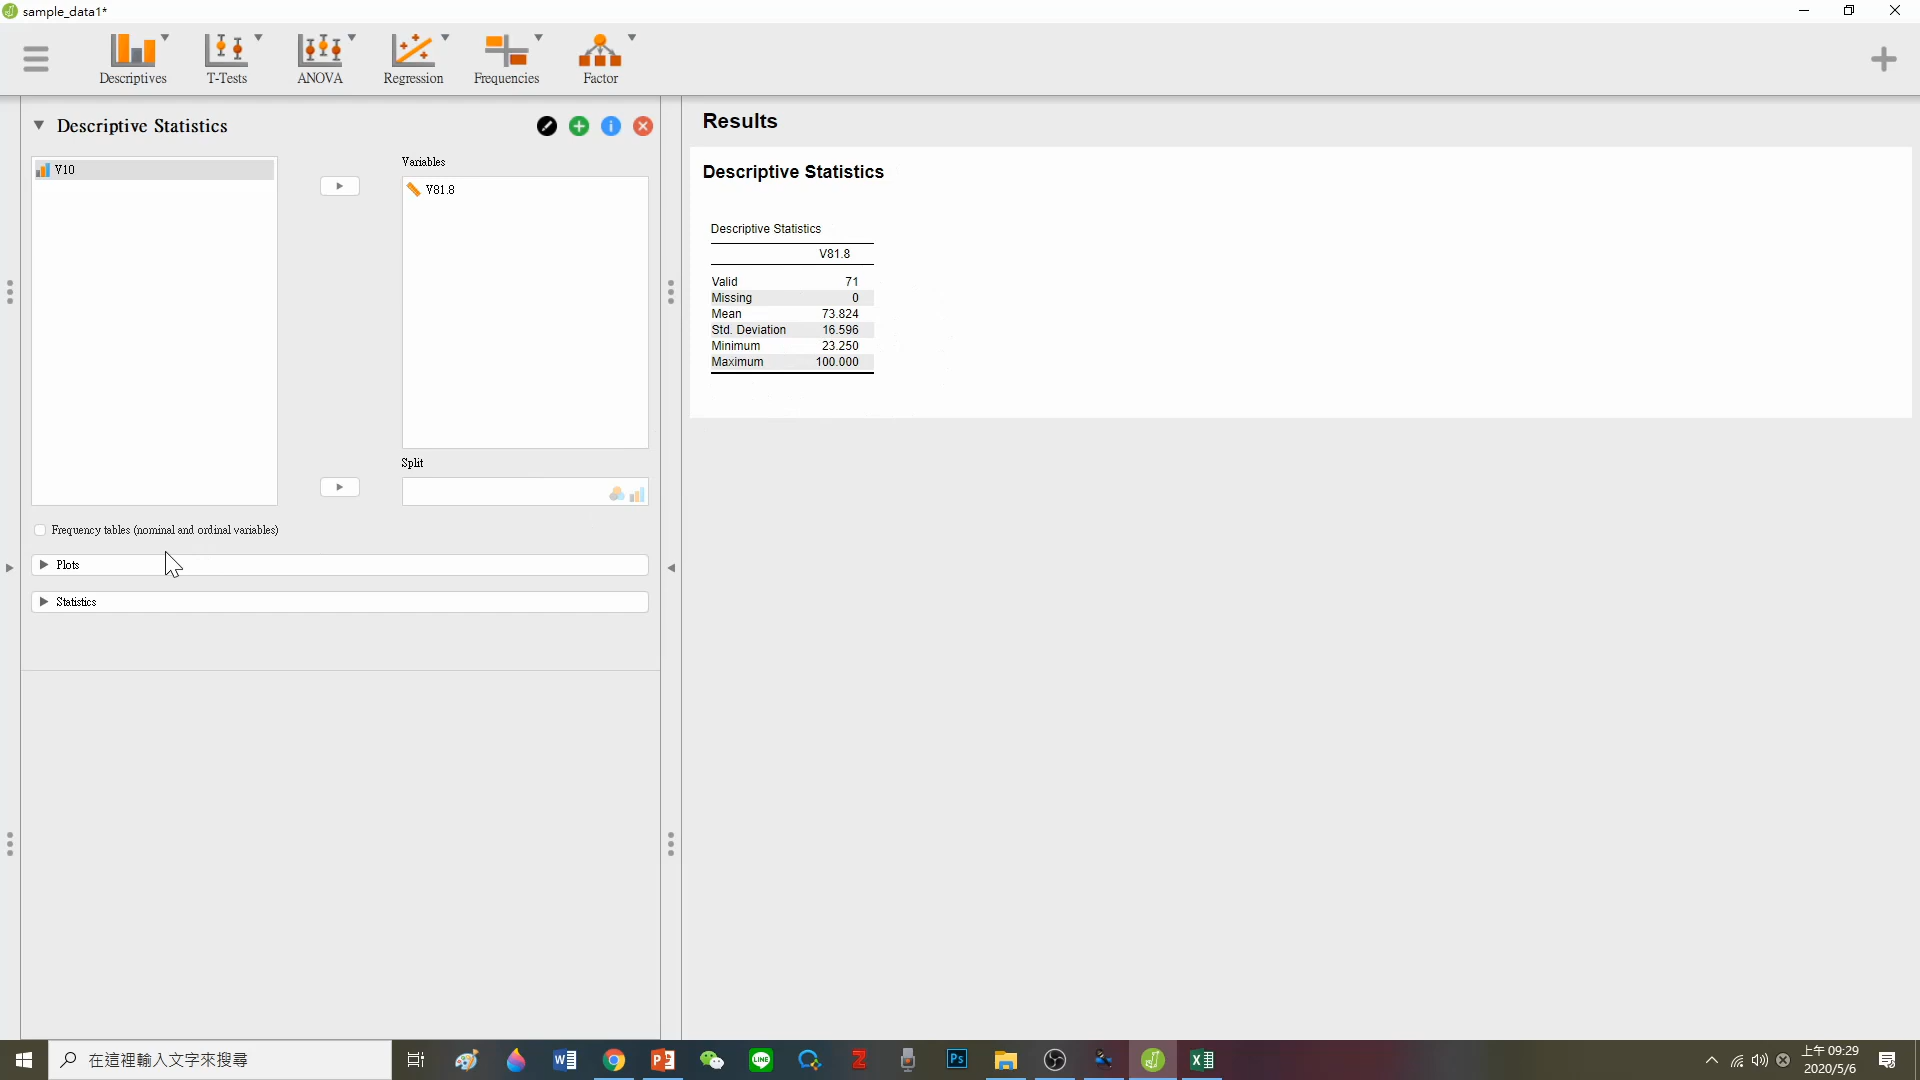 sample_data1*
Descriptives
T-Tests
ANOVA
Regression
Frequencies
Factor
Descriptive Statistics
V10
Variables
V81.8
Split
Frequency tables (nominal and ordinal variables)
Plots
Statistics
Results
Descriptive Statistics
Descriptive Statistics
V81.8
Valid 71
Missing 0
Mean 73.824
Std. Deviation 16.596
Minimum 23.250
Maximum 100.000
在這裡輸入文字來搜尋
上午 09:29
2020/5/6